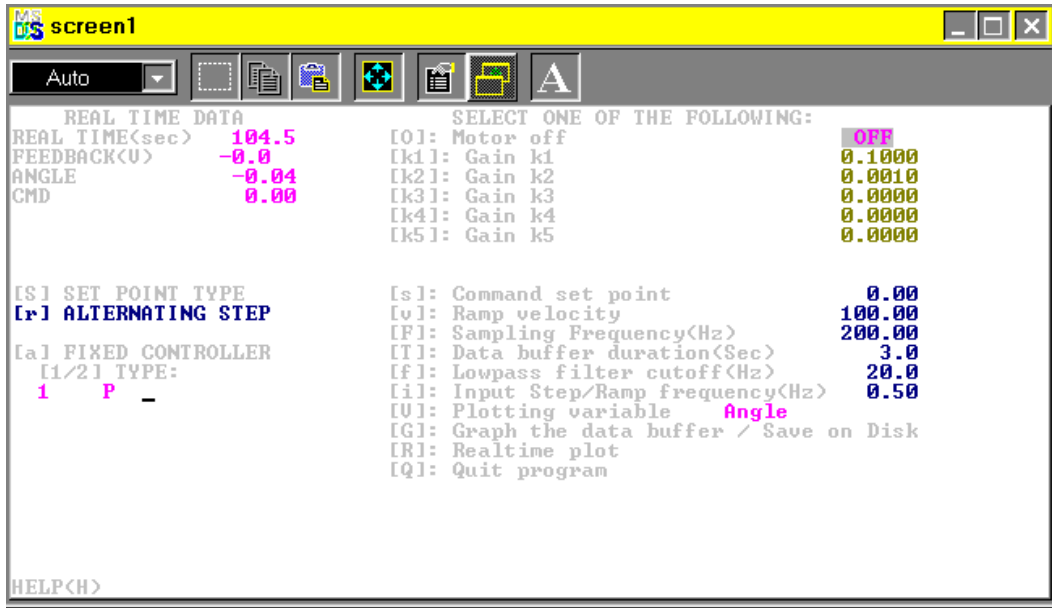 MS DOS screen1
Auto A
REAL TIME DATA
REAL TIME(sec) 104.5
FEEDBACK(V) -0.0
ANGLE -0.04
CMD 0.00
SELECT ONE OF THE FOLLOWING:
[O]: Motor off OFF
[k1]: Gain k1 0.1000
[k2]: Gain k2 0.0010
[k3]: Gain k3 0.0000
[k4]: Gain k4 0.0000
[k5]: Gain k5 0.0000
[S] SET POINT TYPE
[r] ALTERNATING STEP
[a] FIXED CONTROLLER
[1/2] TYPE:
1 P _
[s]: Command set point 0.00
[v]: Ramp velocity 100.00
[F]: Sampling Frequency(Hz) 200.00
[T]: Data buffer duration(Sec) 3.0
[f]: Lowpass filter cutoff(Hz) 20.0
[i]: Input Step/Ramp frequency(Hz) 0.50
[V]: Plotting variable Angle
[G]: Graph the data buffer / Save on Disk
[R]: Realtime plot
[Q]: Quit program
HELP(H)